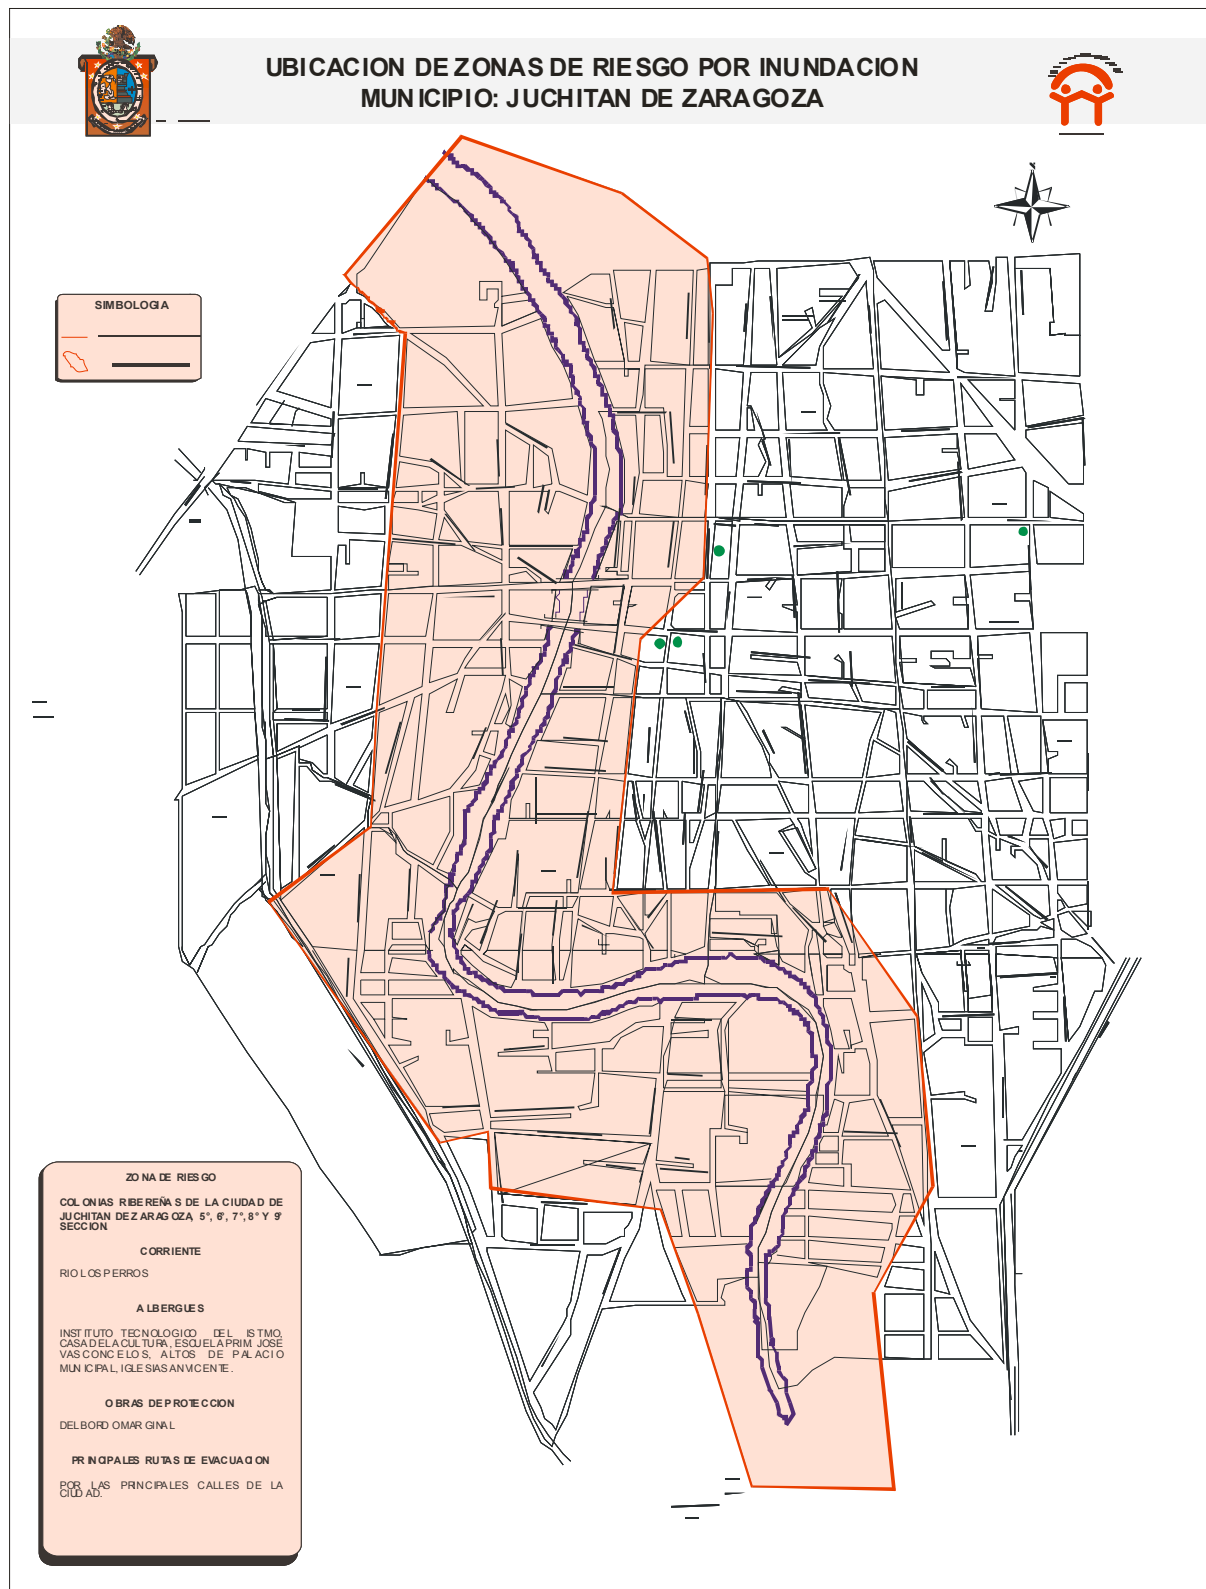 UBICACION DE ZONAS DE RIESGO POR INUNDACION
MUNICIPIO: JUCHITAN DE ZARAGOZA
SIMBOLOGIA
ZONA DE RIESGO
COLONIAS RIBEREÑAS DE LA CIUDAD DE
JUCHITAN DE ZARAGOZA, 5°, 6°, 7°, 8° Y 9°
SECCION.
CORRIENTE
RIO LOS PERROS
ALBERGUES
INSTITUTO TECNOLOGICO DEL ISTMO,
CASA DE LA CULTURA, ESCUELA PRIM. JOSE
VASCONCELOS, ALTOS DE PALACIO
MUNICIPAL, IGLESIA SAN VICENTE.
OBRAS DE PROTECCION
DEL BORDO MARGINAL
PRINCIPALES RUTAS DE EVACUACION
POR LAS PRINCIPALES CALLES DE LA
CIUDAD.